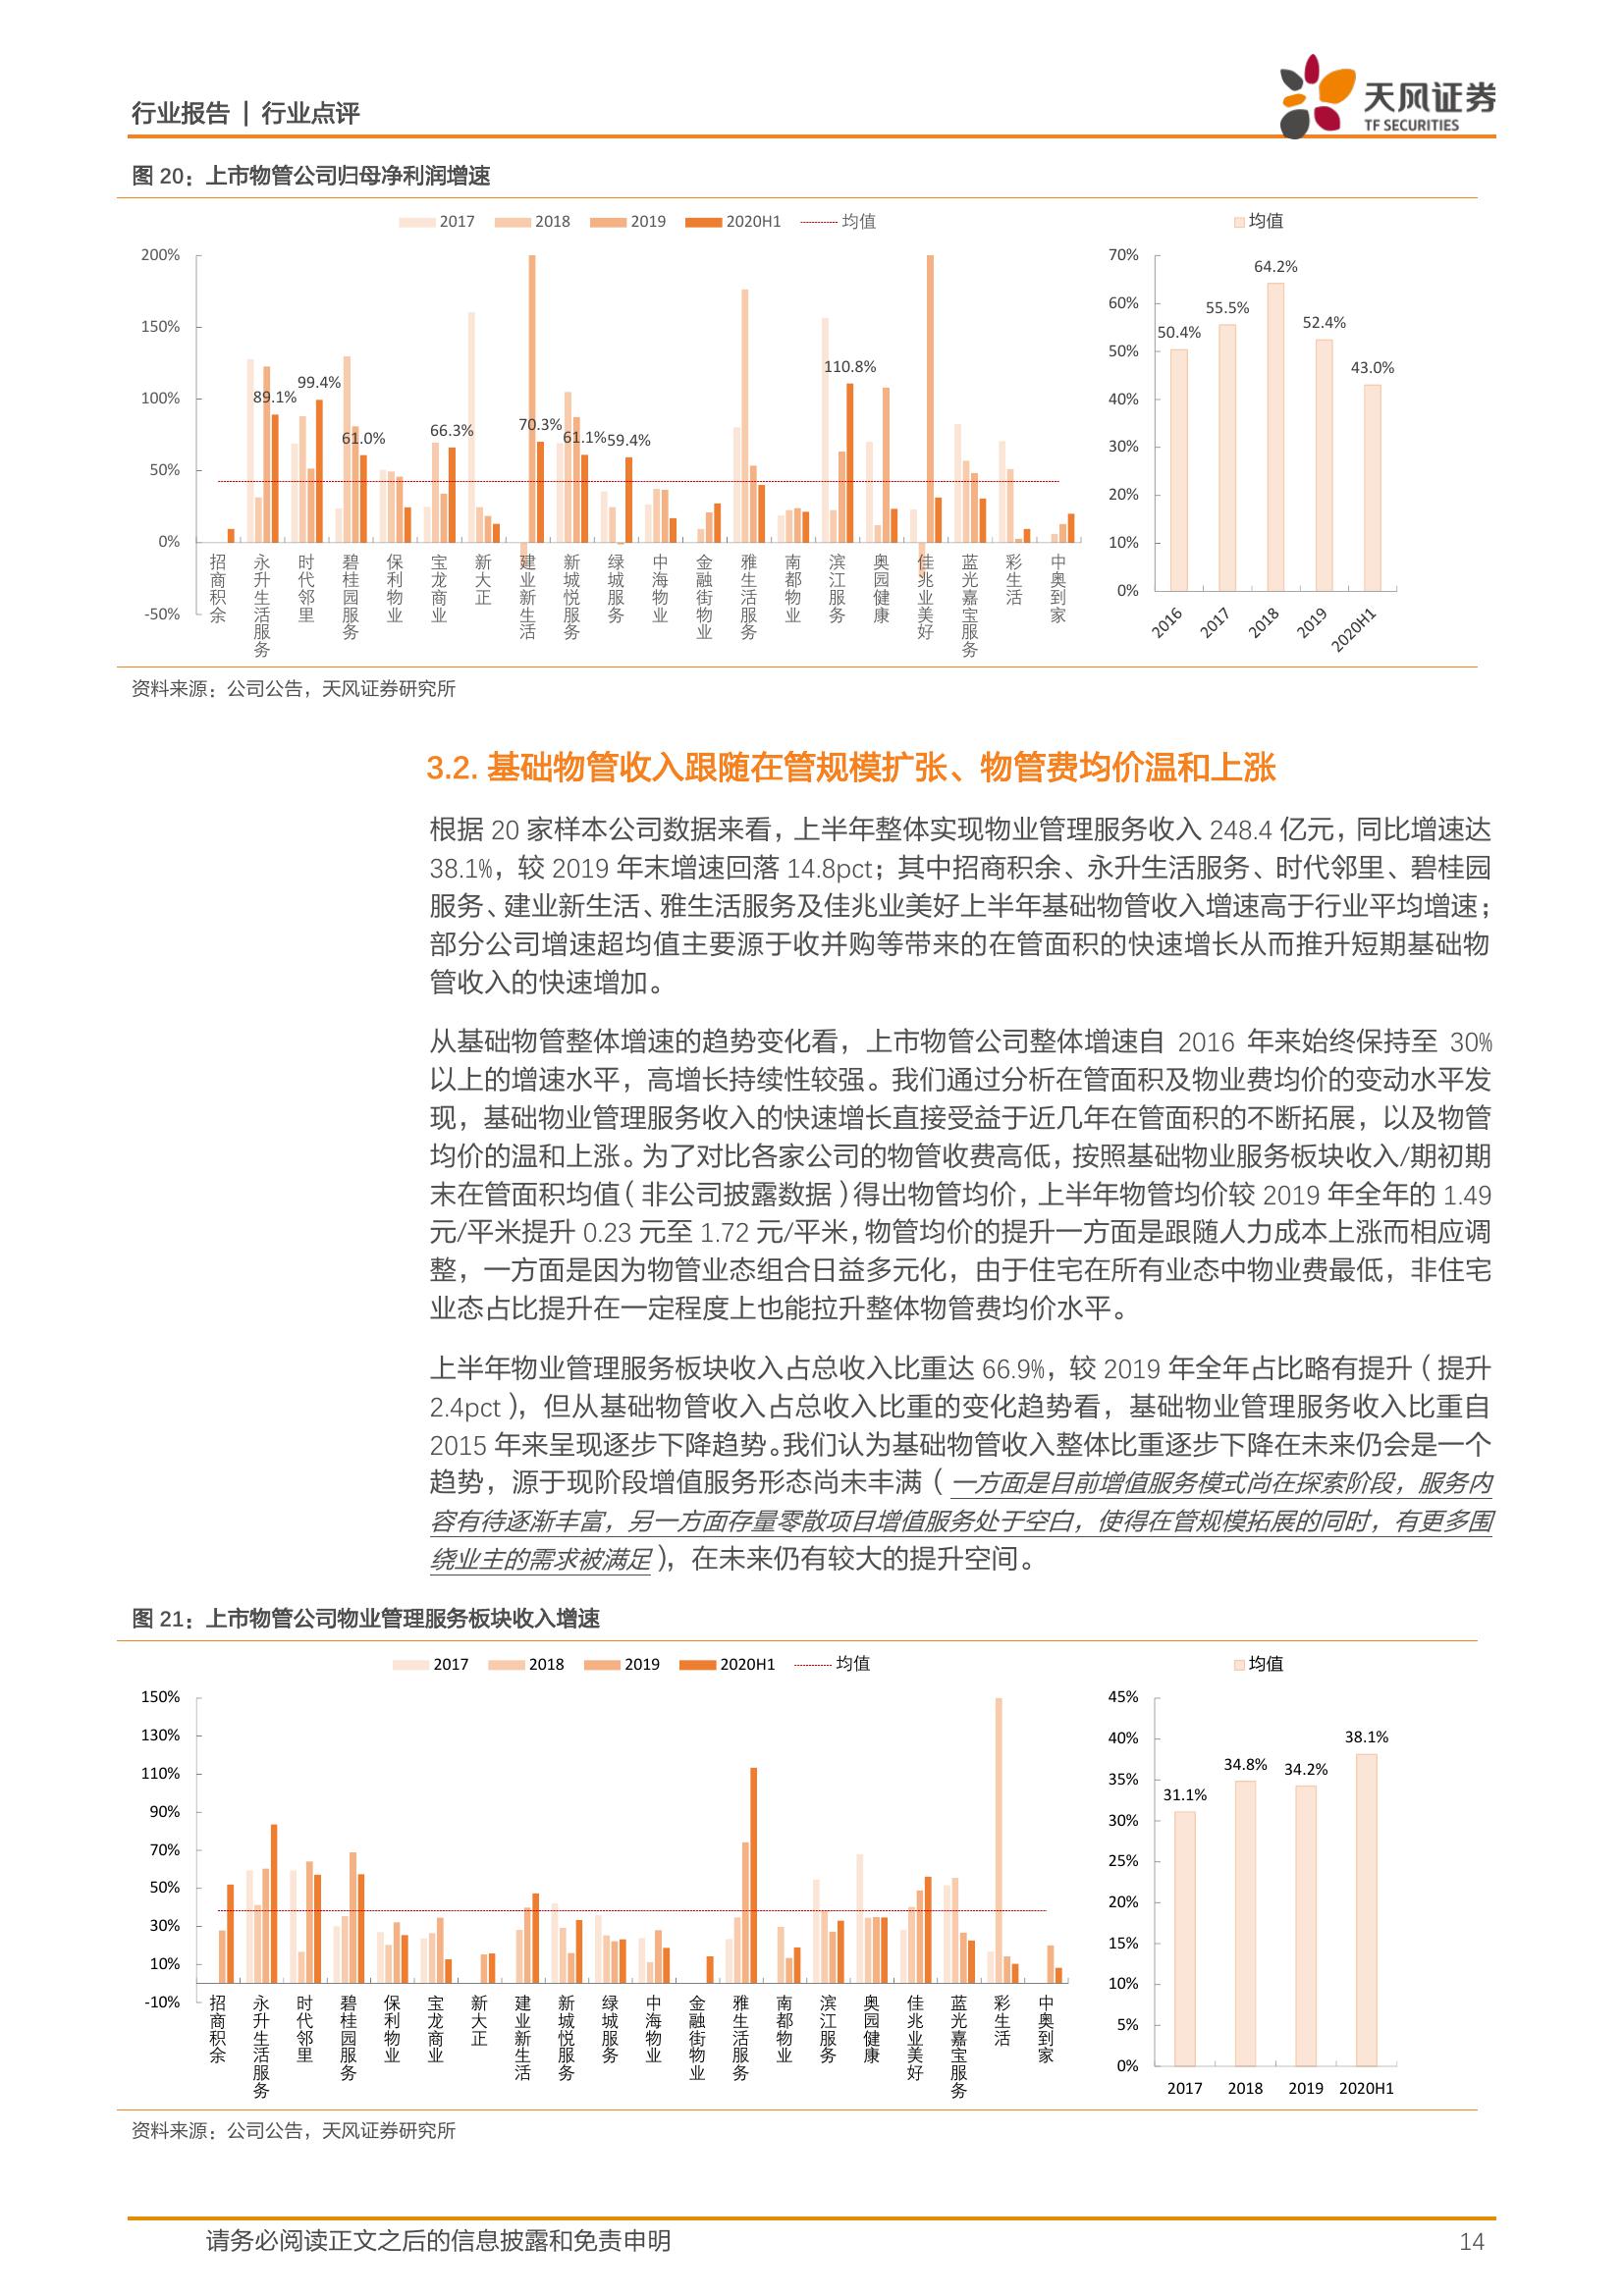 行业报告 | 行业点评
天风证券
TF SECURITIES
图 20：上市物管公司归母净利润增速
2017 2018 2019 2020H1 均值
200%
150%
100%
50%
0%
-50%
89.1%
99.4%
61.0%
66.3%
70.3%
61.1%
59.4%
110.8%
招商积余
永升生活服务
时代邻里
碧桂园服务
保利物业
宝龙商业
新大正
建业新生活
新城悦服务
绿城服务
中海物业
金融街物业
雅生活服务
南都物业
滨江服务
奥园健康
佳兆业美好
蓝光嘉宝服务
彩生活
中奥到家
均值
70%
60%
50%
40%
30%
20%
10%
0%
50.4%
55.5%
64.2%
52.4%
43.0%
2016
2017
2018
2019
2020H1
资料来源：公司公告，天风证券研究所
3.2. 基础物管收入跟随在管规模扩张、物管费均价温和上涨
根据 20 家样本公司数据来看，上半年整体实现物业管理服务收入 248.4 亿元，同比增速达
38.1%，较 2019 年末增速回落 14.8pct；其中招商积余、永升生活服务、时代邻里、碧桂园
服务、建业新生活、雅生活服务及佳兆业美好上半年基础物管收入增速高于行业平均增速；
部分公司增速超均值主要源于收并购等带来的在管面积的快速增长从而推升短期基础物
管收入的快速增加。
从基础物管整体增速的趋势变化看，上市物管公司整体增速自 2016 年来始终保持至 30%
以上的增速水平，高增长持续性较强。我们通过分析在管面积及物业费均价的变动水平发
现，基础物业管理服务收入的快速增长直接受益于近几年在管面积的不断拓展，以及物管
均价的温和上涨。为了对比各家公司的物管收费高低，按照基础物业服务板块收入/期初期
末在管面积均值（非公司披露数据）得出物管均价，上半年物管均价较 2019 年全年的 1.49
元/平米提升 0.23 元至 1.72 元/平米，物管均价的提升一方面是跟随人力成本上涨而相应调
整，一方面是因为物管业态组合日益多元化，由于住宅在所有业态中物业费最低，非住宅
业态占比提升在一定程度上也能拉升整体物管费均价水平。
上半年物业管理服务板块收入占总收入比重达 66.9%，较 2019 年全年占比略有提升（提升
2.4pct），但从基础物管收入占总收入比重的变化趋势看，基础物业管理服务收入比重自
2015 年来呈现逐步下降趋势。我们认为基础物管收入整体比重逐步下降在未来仍会是一个
趋势，源于现阶段增值服务形态尚未丰满（一方面是目前增值服务模式尚在探索阶段，服务内
容有待逐渐丰富，另一方面存量零散项目增值服务处于空白，使得在管规模拓展的同时，有更多围
绕业主的需求被满足），在未来仍有较大的提升空间。
图 21：上市物管公司物业管理服务板块收入增速
2017 2018 2019 2020H1 均值
150%
130%
110%
90%
70%
50%
30%
10%
-10%
招商积余
永升生活服务
时代邻里
碧桂园服务
保利物业
宝龙商业
新大正
建业新生活
新城悦服务
绿城服务
中海物业
金融街物业
雅生活服务
南都物业
滨江服务
奥园健康
佳兆业美好
蓝光嘉宝服务
彩生活
中奥到家
均值
45%
40%
35%
30%
25%
20%
15%
10%
5%
0%
31.1%
34.8%
34.2%
38.1%
2017 2018 2019 2020H1
资料来源：公司公告，天风证券研究所
请务必阅读正文之后的信息披露和免责申明 14